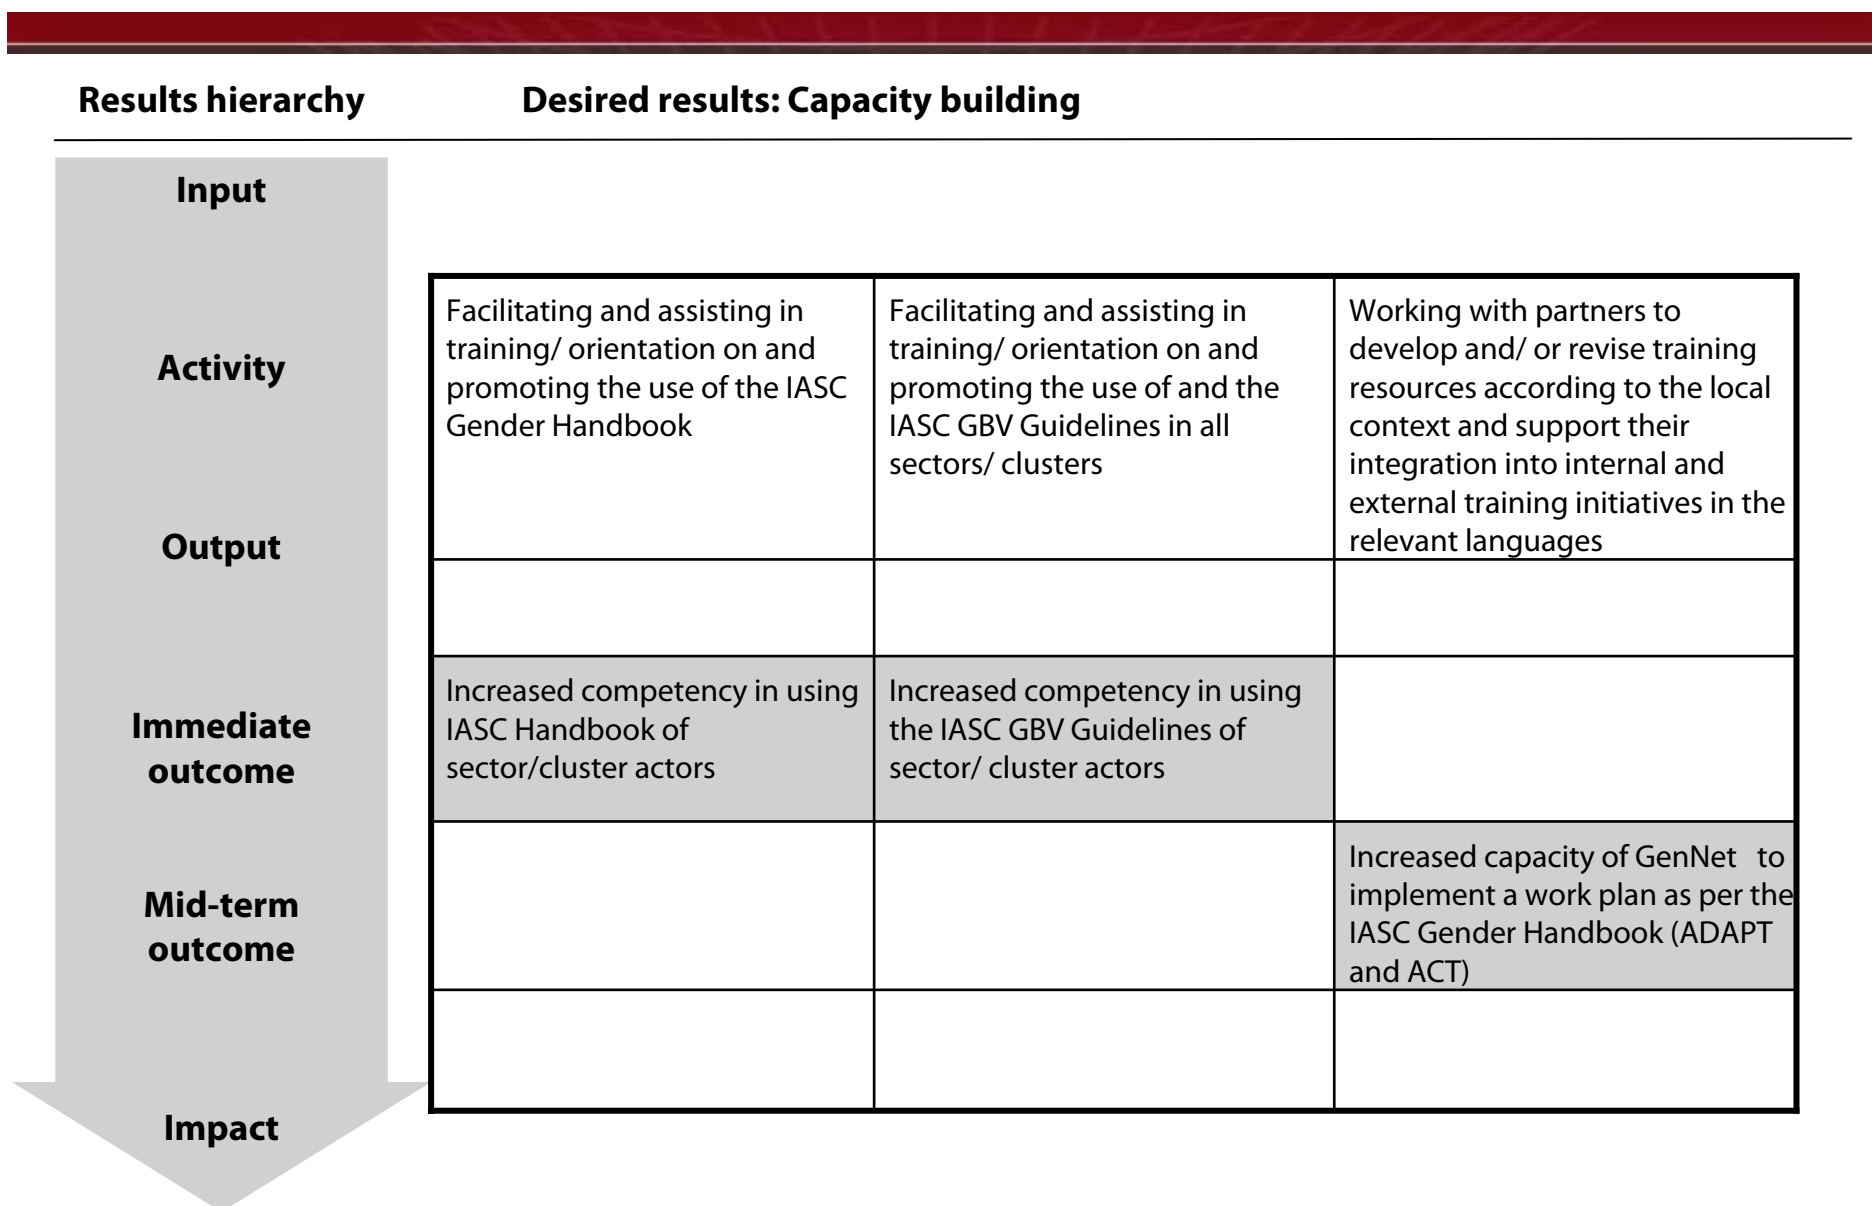 Results hierarchy
Desired results: Capacity building
Input
Activity
Output
Immediate
outcome
Mid-term
outcome
Impact
Facilitating and assisting in
training/ orientation on and
promoting the use of the IASC
Gender Handbook
Facilitating and assisting in
training/ orientation on and
promoting the use of and the
IASC GBV Guidelines in all
sectors/ clusters
Working with partners to
develop and/ or revise training
resources according to the local
context and support their
integration into internal and
external training initiatives in the
relevant languages
Increased competency in using
IASC Handbook of
sector/cluster actors
Increased competency in using
the IASC GBV Guidelines of
sector/ cluster actors
Increased capacity of GenNet to
implement a work plan as per the
IASC Gender Handbook (ADAPT
and ACT)